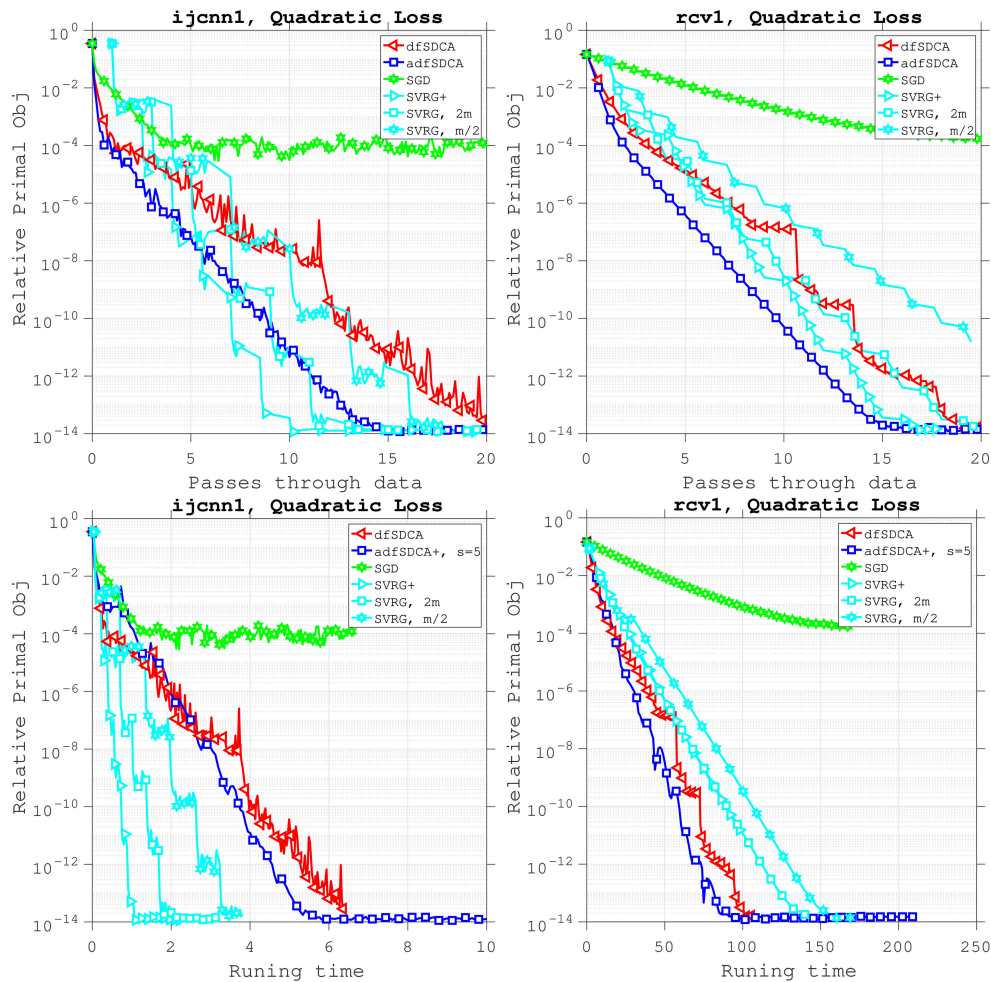 ijcnn1, Quadratic Loss
Relative Primal Obj
10^0
10^-2
10^-4
10^-6
10^-8
10^-10
10^-12
10^-14
dfSDCA
adfSDCA
SGD
SVRG+
SVRG, 2m
SVRG, m/2
0 5 10 15 20
Passes through data
rcv1, Quadratic Loss
Relative Primal Obj
10^0
10^-2
10^-4
10^-6
10^-8
10^-10
10^-12
10^-14
dfSDCA
adfSDCA
SGD
SVRG+
SVRG, 2m
SVRG, m/2
0 5 10 15 20
Passes through data
ijcnn1, Quadratic Loss
Relative Primal Obj
10^0
10^-2
10^-4
10^-6
10^-8
10^-10
10^-12
10^-14
dfSDCA
adfSDCA+, s=5
SGD
SVRG+
SVRG, 2m
SVRG, m/2
0 2 4 6 8 10
Runing time
rcv1, Quadratic Loss
Relative Primal Obj
10^0
10^-2
10^-4
10^-6
10^-8
10^-10
10^-12
10^-14
dfSDCA
adfSDCA+, s=5
SGD
SVRG+
SVRG, 2m
SVRG, m/2
0 50 100 150 200 250
Runing time